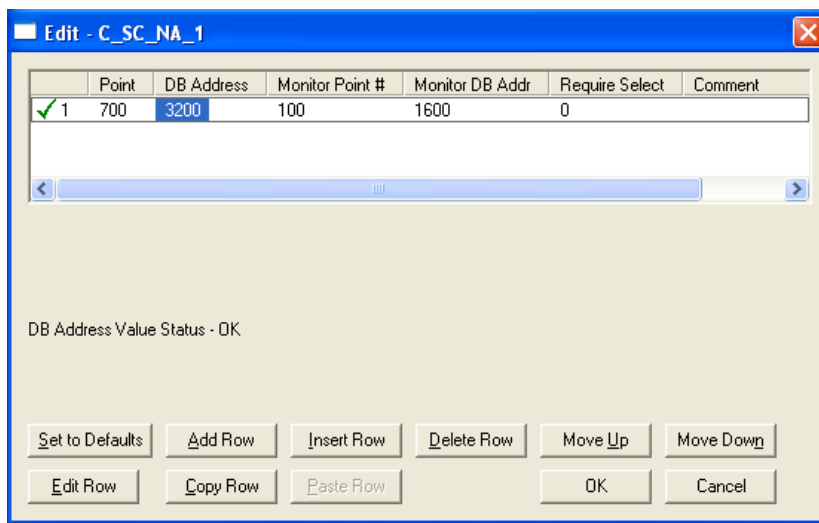 Edit - C_SC_NA_1
Point DB Address Monitor Point # Monitor DB Addr Require Select Comment
1 700 3200 100 1600 0
DB Address Value Status - OK
Set to Defaults Add Row Insert Row Delete Row Move Up Move Down
Edit Row Copy Row Paste Row OK Cancel